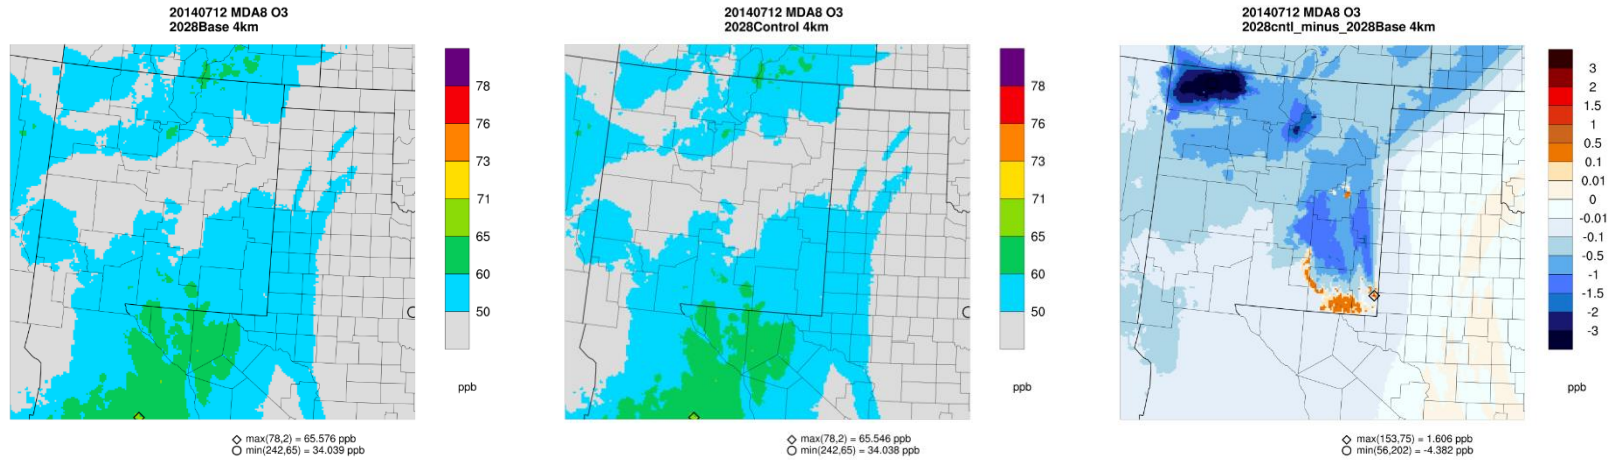 20140712 MDA8 O3
2028Base 4km
78
76
73
71
65
60
50
ppb
max(78,2) = 65.576 ppb
min(242,65) = 34.039 ppb
20140712 MDA8 O3
2028Control 4km
78
76
73
71
65
60
50
ppb
max(78,2) = 65.546 ppb
min(242,65) = 34.038 ppb
20140712 MDA8 O3
2028cntl_minus_2028Base 4km
3
2
1.5
1
0.5
0.1
0.01
0
-0.01
-0.1
-0.5
-1
-1.5
-2
-3
ppb
max(153,75) = 1.606 ppb
min(56,202) = -4.382 ppb